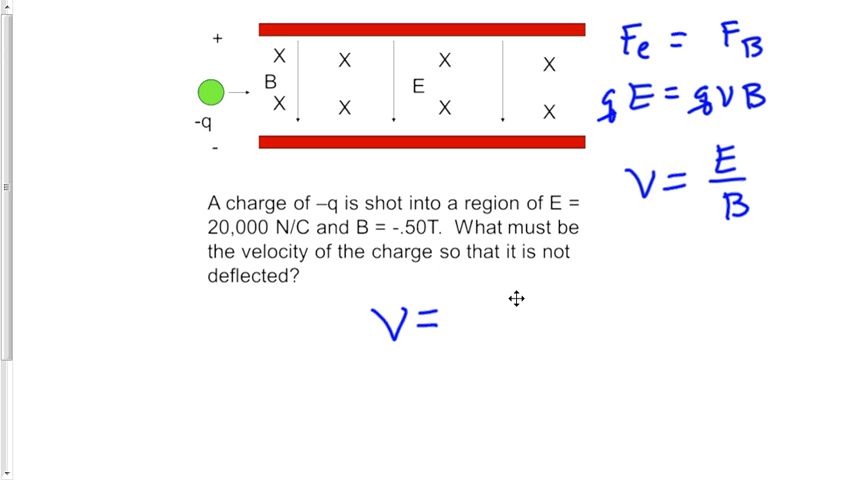 +
X X X X
B E
X X X X
-q
-
Fe = FB
qE = qvB
v = E/B
A charge of –q is shot into a region of E =
20,000 N/C and B = -.50T. What must be
the velocity of the charge so that it is not
deflected?
v =